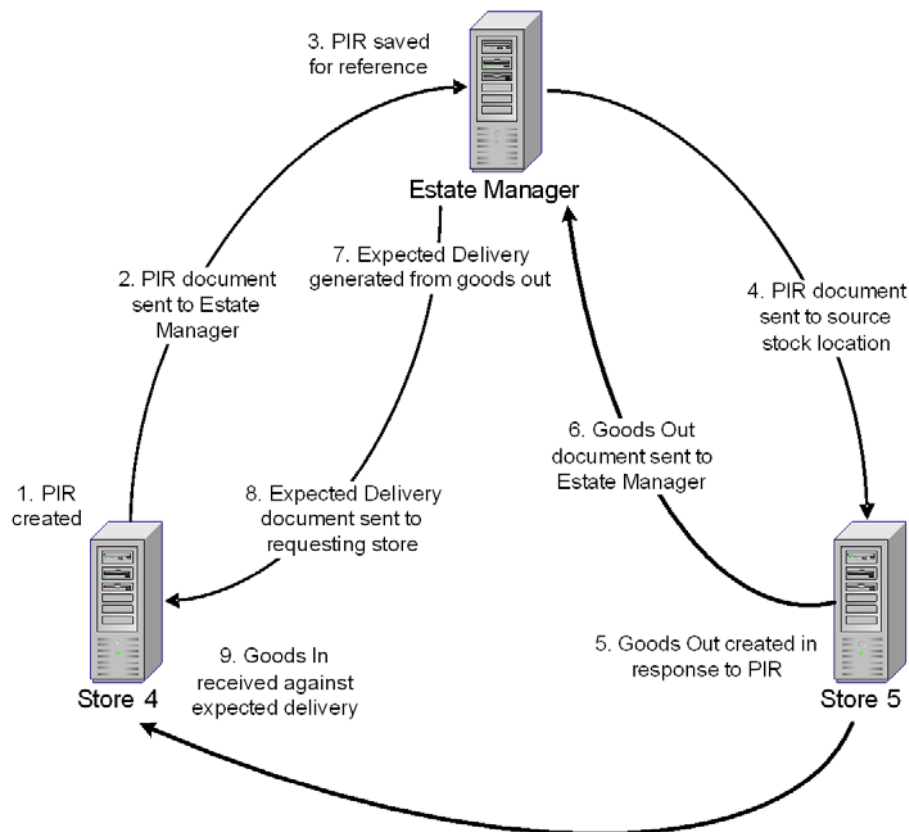 3. PIR saved
for reference
Estate Manager
2. PIR document
sent to Estate
Manager
7. Expected Delivery
generated from goods out
4. PIR document
sent to source
stock location
6. Goods Out
document sent to
Estate Manager
1. PIR
created
8. Expected Delivery
document sent to
requesting store
5. Goods Out created in
response to PIR
9. Goods In
received against
expected delivery
Store 4
Store 5